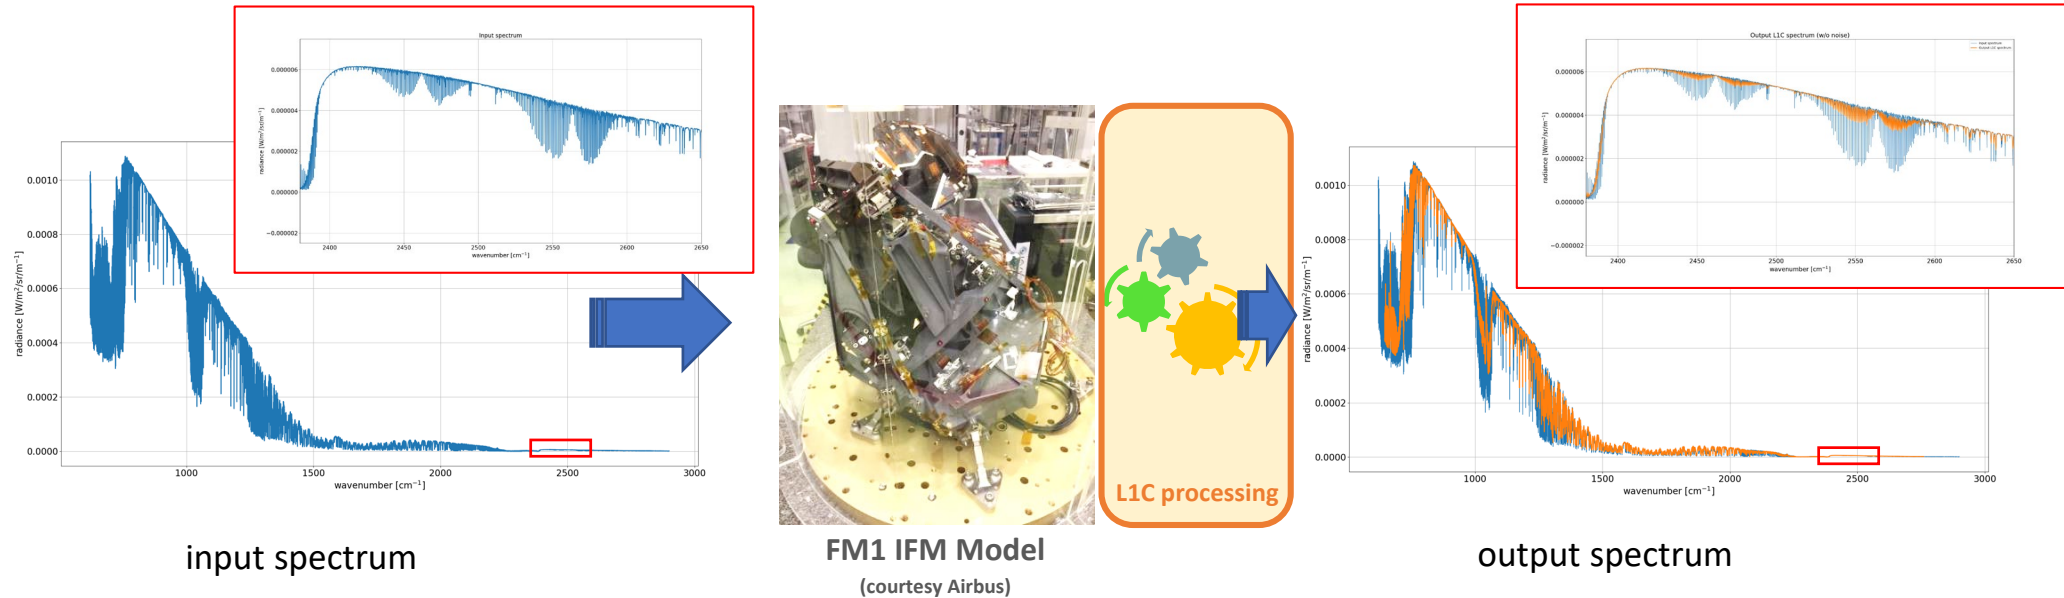 Input spectrum
0.000006
0.000004
0.000002
0.000000
−0.000002
radiance [W/m²/sr/m⁻¹]
2400 2450 2500 2550 2600 2650
wavenumber [cm⁻¹]
0.0010
0.0008
0.0006
0.0004
0.0002
0.0000
radiance [W/m²/sr/m⁻¹]
1000 1500 2000 2500 3000
wavenumber [cm⁻¹]
input spectrum
L1C processing
FM1 IFM Model
(courtesy Airbus)
Output L1C spectrum (w/o noise)
Input spectrum
Output L1C spectrum
0.000006
0.000004
0.000002
0.000000
−0.000002
radiance [W/m²/sr/m⁻¹]
2400 2450 2500 2550 2600 2650
wavenumber [cm⁻¹]
0.0010
0.0008
0.0006
0.0004
0.0002
0.0000
radiance [W/m²/sr/m⁻¹]
1000 1500 2000 2500 3000
wavenumber [cm⁻¹]
output spectrum